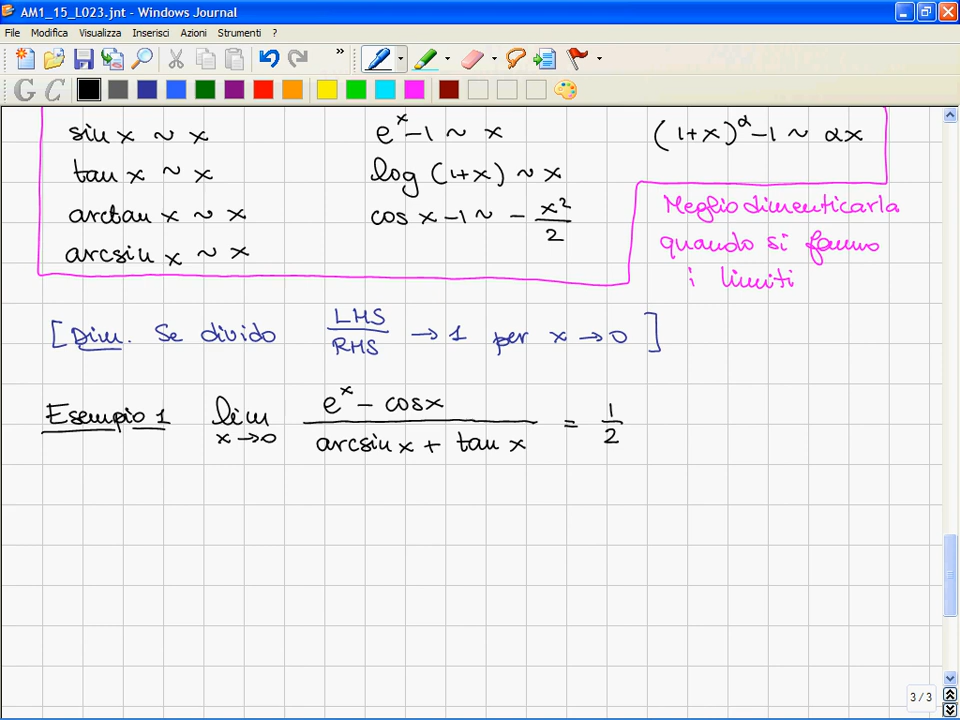 AM1_15_L023.jnt - Windows Journal
File Modifica Visualizza Inserisci Azioni Strumenti ?
G C
sin x ~ x
e^x - 1 ~ x
(1+x)^α - 1 ~ αx
tan x ~ x
log (1+x) ~ x
arctan x ~ x
cos x - 1 ~ - x²/2
arcsin x ~ x
Meglio dimenticarla
quando si fanno
i limiti
[Dim. Se divido LHS/RHS → 1 per x → 0]
Esempio 1 lim x→0 (e^x - cos x)/(arcsin x + tan x) = 1/2
3 / 3